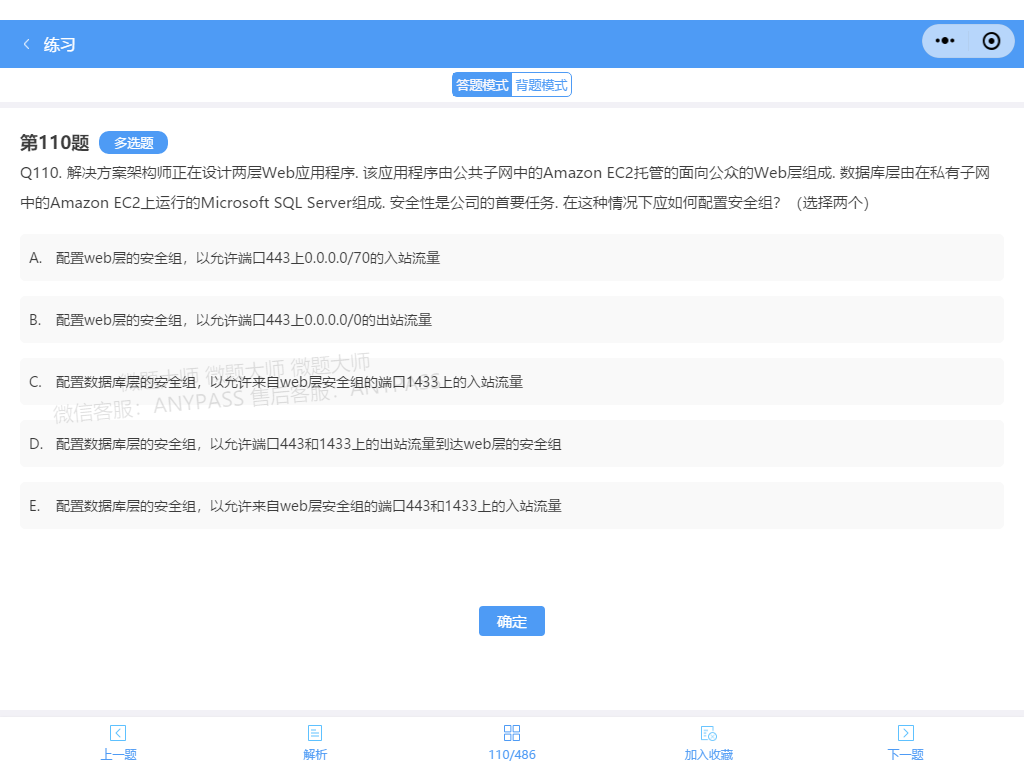 练习
答题模式 背题模式
第110题 多选题
Q110. 解决方案架构师正在设计两层Web应用程序. 该应用程序由公共子网中的Amazon EC2托管的面向公众的Web层组成. 数据库层由在私有子网
中的Amazon EC2上运行的Microsoft SQL Server组成. 安全性是公司的首要任务. 在这种情况下应如何配置安全组？（选择两个）
A. 配置web层的安全组，以允许端口443上0.0.0.0/70的入站流量
B. 配置web层的安全组，以允许端口443上0.0.0.0/0的出站流量
微题大师 微题大师 微题大师
C. 配置数据库层的安全组，以允许来自web层安全组的端口1433上的入站流量
微信客服：ANYPASS 售后客服：ANYPASS
D. 配置数据库层的安全组，以允许端口443和1433上的出站流量到达web层的安全组
E. 配置数据库层的安全组，以允许来自web层安全组的端口443和1433上的入站流量
确定
上一题 解析 110/486 加入收藏 下一题